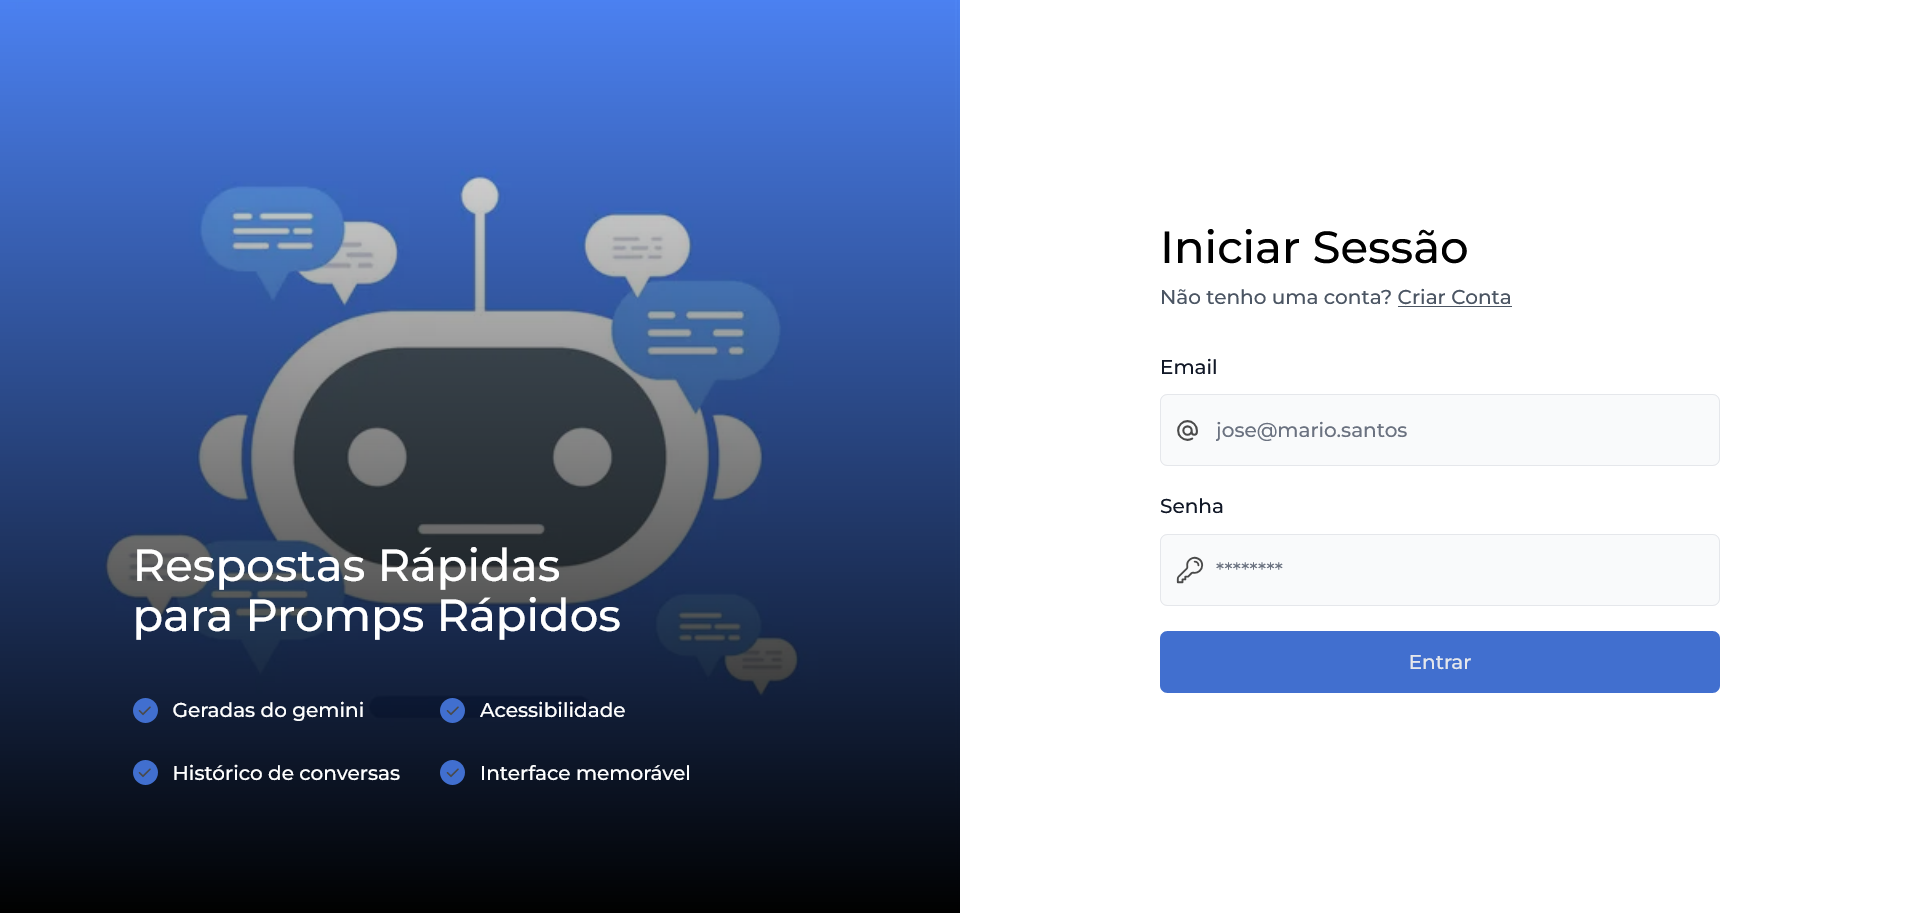 Respostas Rápidas
para Promps Rápidos
Geradas do gemini
Acessibilidade
Histórico de conversas
Interface memorável
Iniciar Sessão
Não tenho uma conta? Criar Conta
Email
jose@mario.santos
Senha
********
Entrar